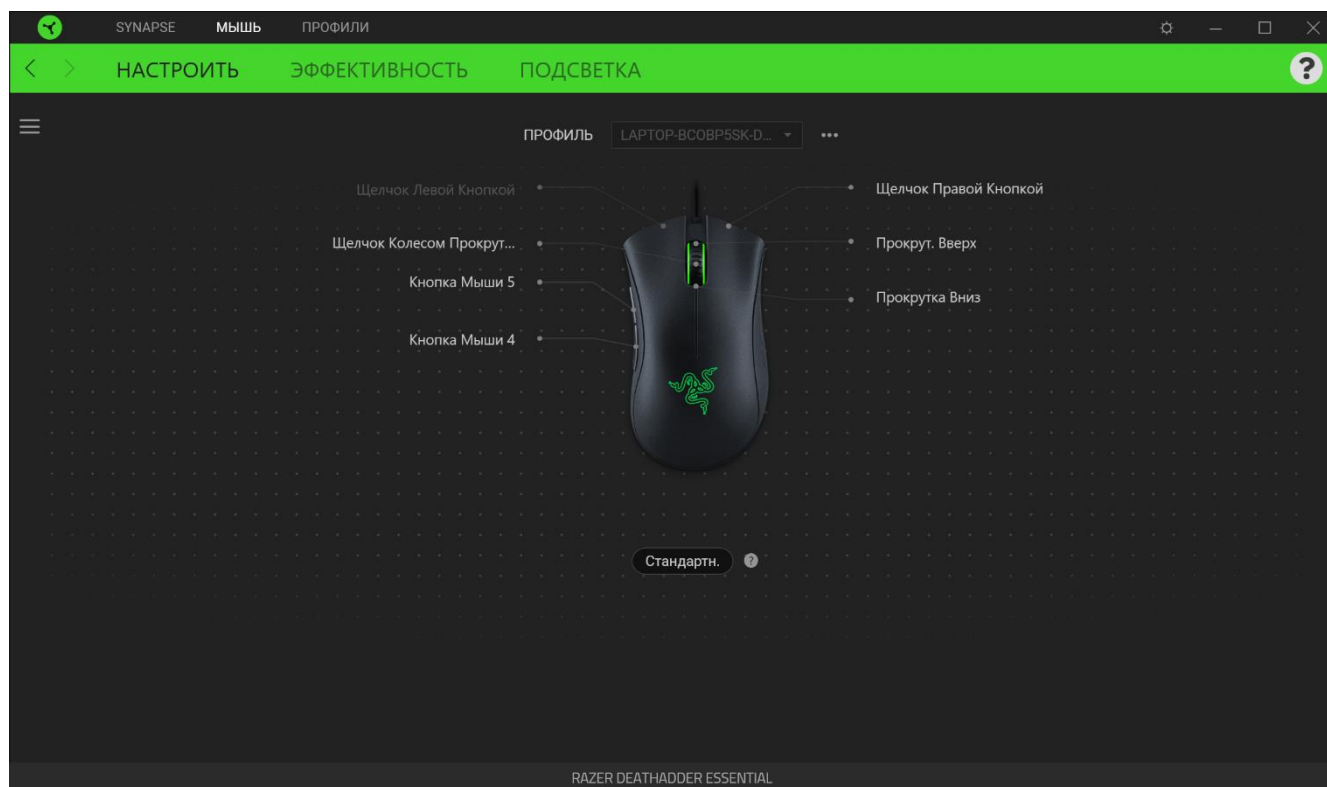 SYNAPSE МЫШЬ ПРОФИЛИ
НАСТРОИТЬ ЭФФЕКТИВНОСТЬ ПОДСВЕТКА ?
ПРОФИЛЬ LAPTOP-BCOBP5SK-D... •••
Щелчок Левой Кнопкой
Щелчок Колесом Прокрут...
Кнопка Мыши 5
Кнопка Мыши 4
Щелчок Правой Кнопкой
Прокрут. Вверх
Прокрутка Вниз
Стандартн. ?
RAZER DEATHADDER ESSENTIAL